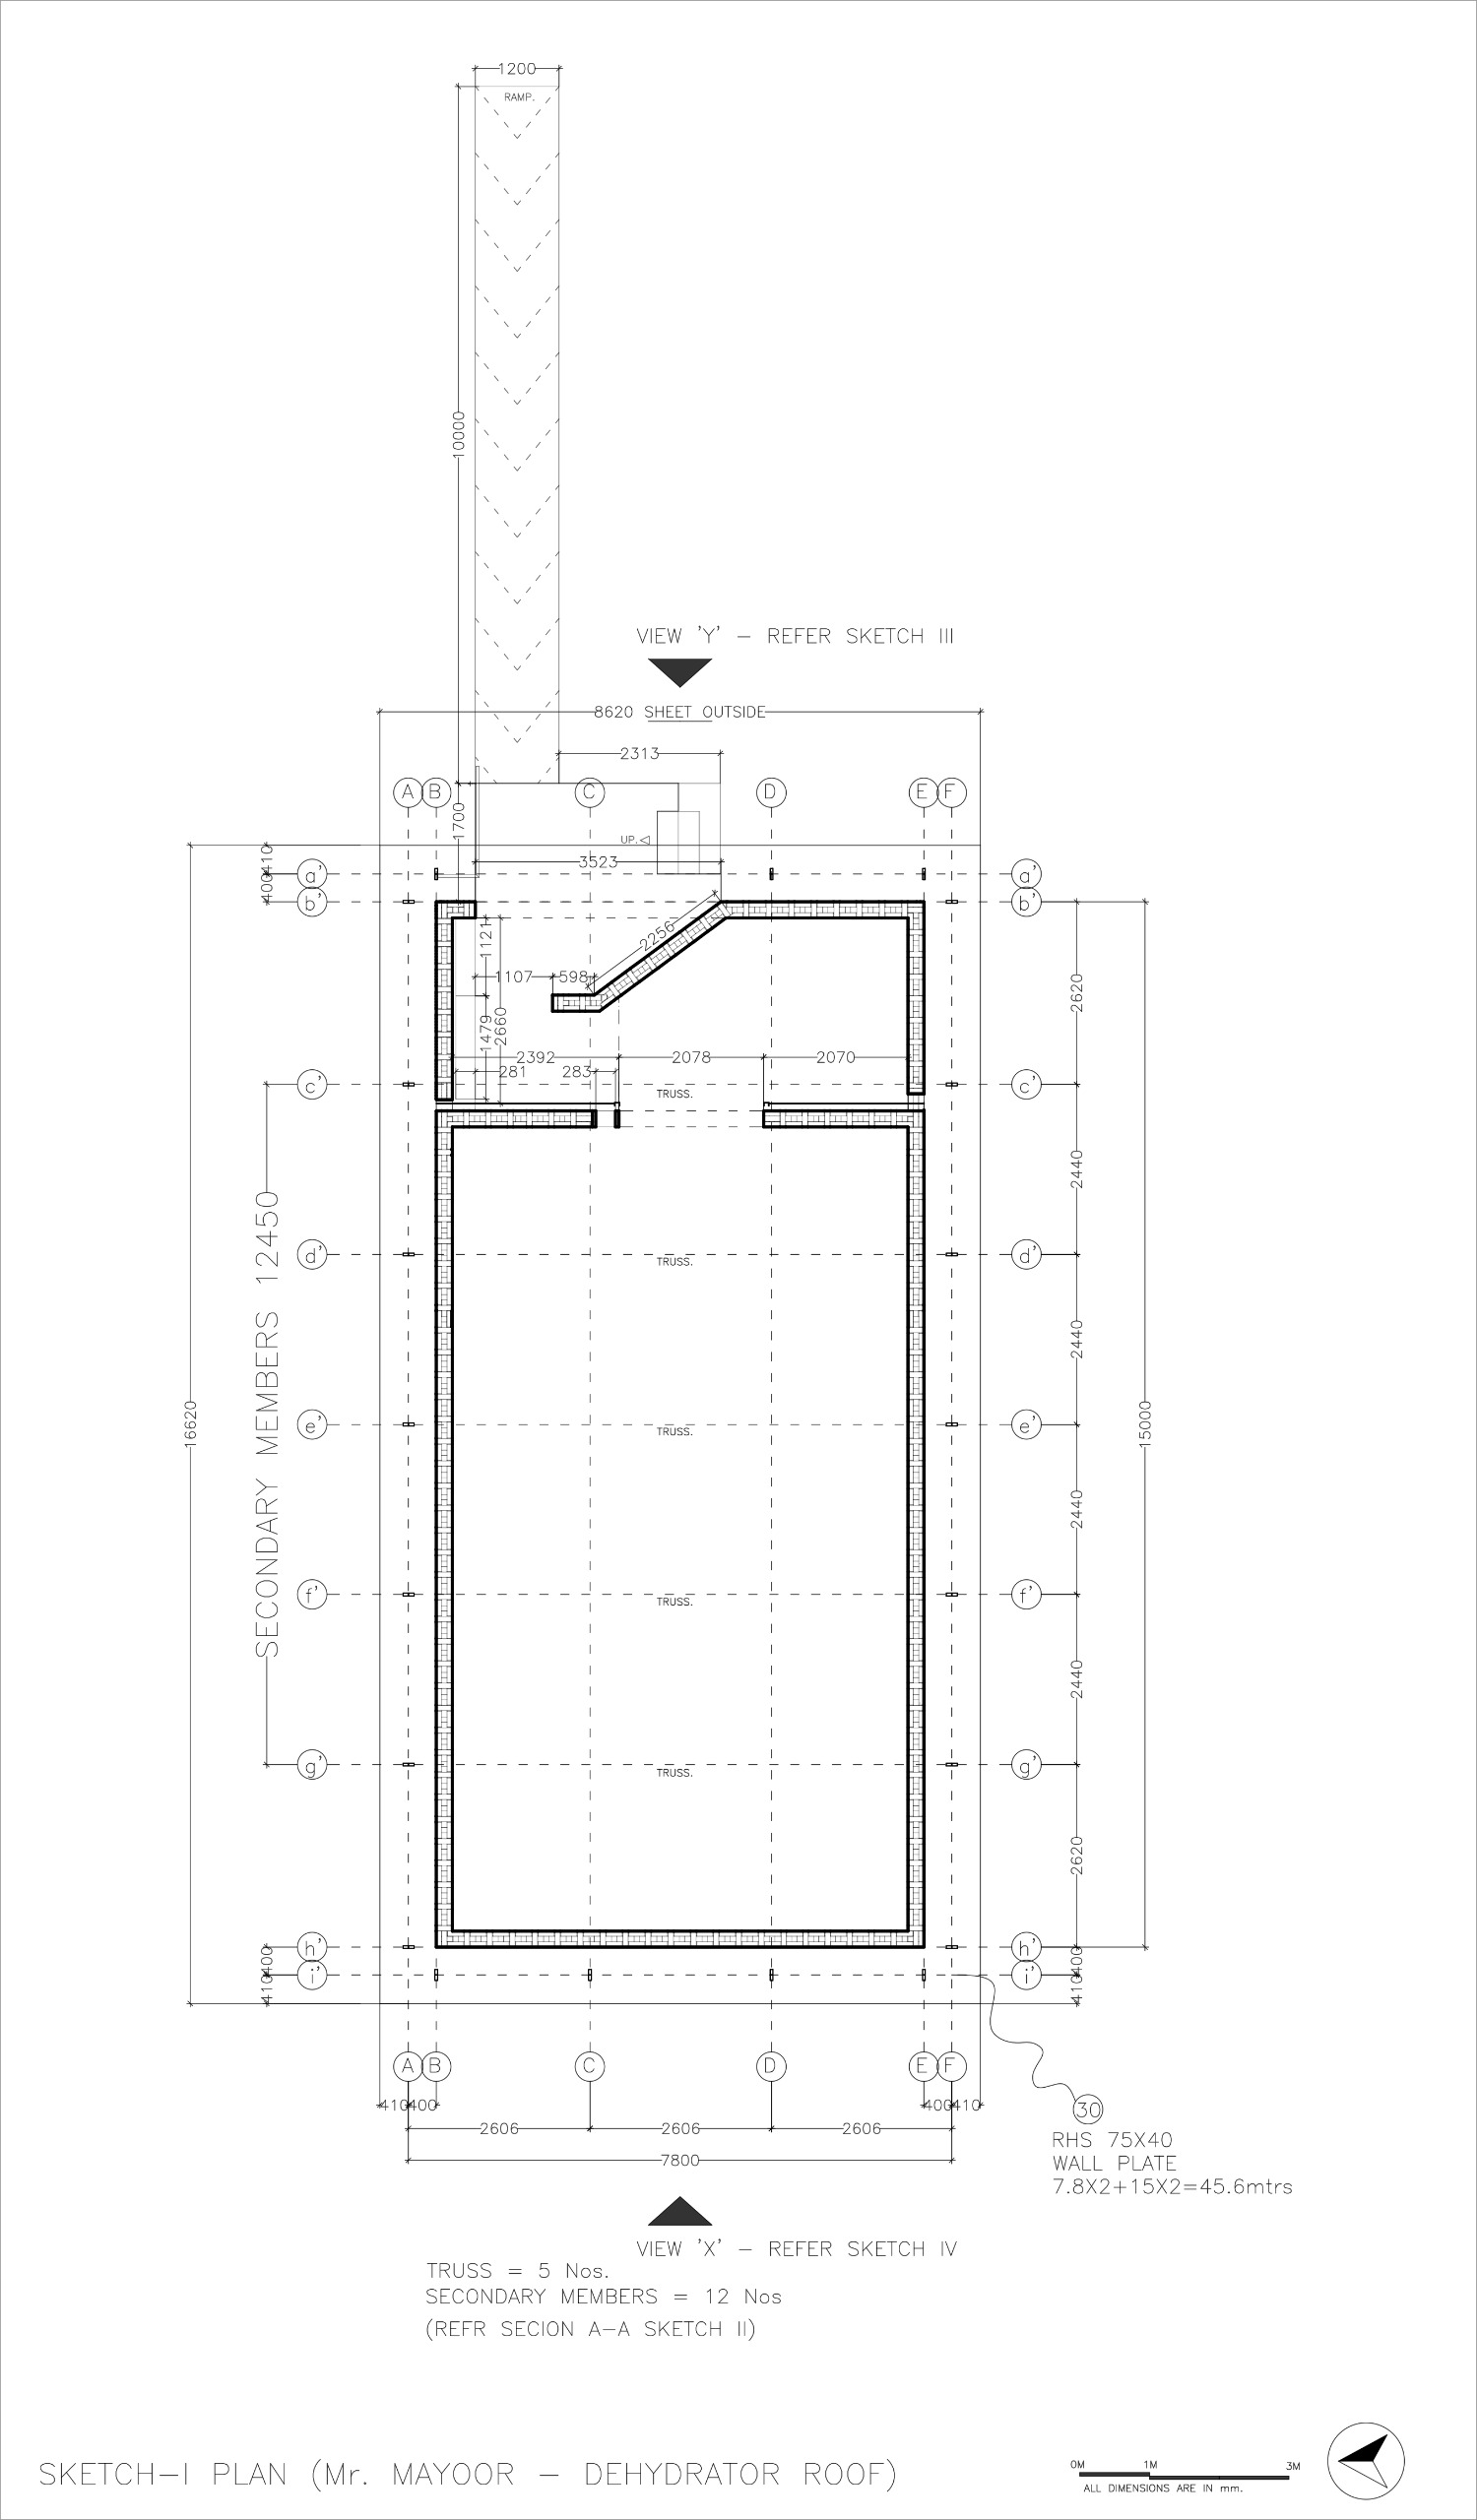 1200
RAMP.
10000
VIEW 'Y' - REFER SKETCH III
8620 SHEET OUTSIDE
2313
A B C D E F
1700
UP.
3523
410
400
a' a'
b' b'
2256
1121
1107 598
2660
1479
2620
2392 2078 2070
281 283
c' c'
TRUSS.
2440
SECONDARY MEMBERS 12450
d' d'
TRUSS.
2440
16620
15000
e' e'
TRUSS.
2440
f' f'
TRUSS.
2440
g' g'
TRUSS.
2620
h' h'
400 400
i' i'
410 410
A B C D E F
410 400 400 410
30
2606 2606 2606
RHS 75X40
WALL PLATE
7.8X2+15X2=45.6mtrs
7800
VIEW 'X' - REFER SKETCH IV
TRUSS = 5 Nos.
SECONDARY MEMBERS = 12 Nos
(REFR SECION A-A SKETCH II)
SKETCH-I PLAN (Mr. MAYOOR - DEHYDRATOR ROOF)
0M 1M 3M
ALL DIMENSIONS ARE IN mm.